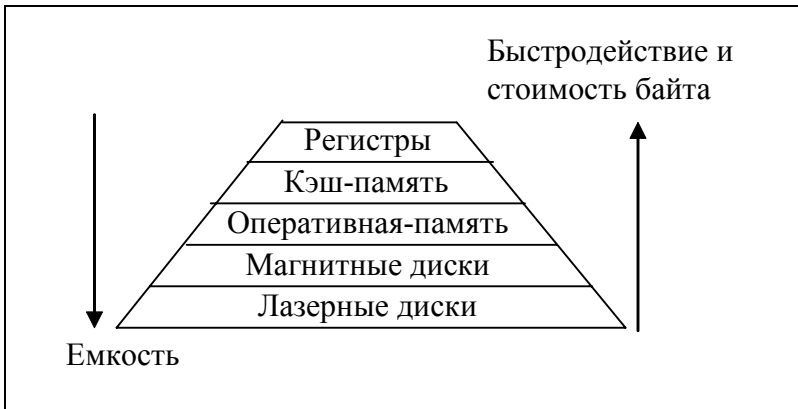 Быстродействие и
стоимость байта
Регистры
Кэш-память
Оперативная-память
Магнитные диски
Лазерные диски
Емкость